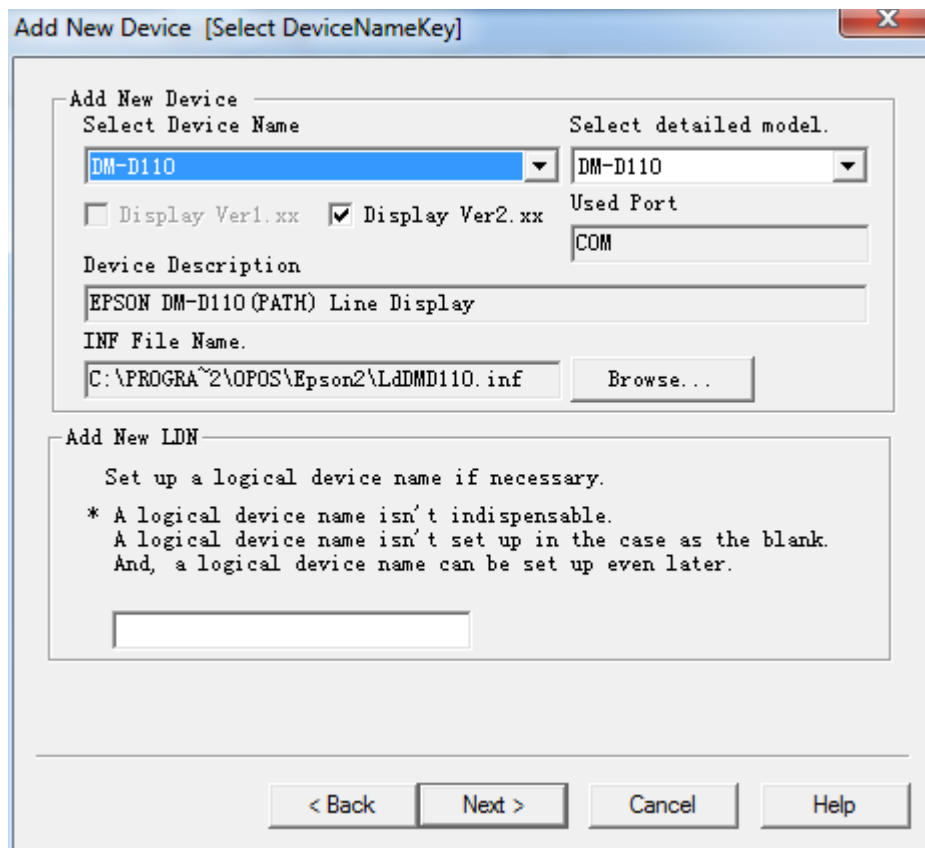 Add New Device [Select DeviceNameKey]
Add New Device
Select Device Name
Select detailed model.
DM-D110
DM-D110
Display Ver1.xx
Display Ver2.xx
Used Port
COM
Device Description
EPSON DM-D110(PATH) Line Display
INF File Name.
C:\PROGRA~2\OPOS\Epson2\LdDMD110.inf
Browse...
Add New LDN
Set up a logical device name if necessary.
* A logical device name isn't indispensable.
A logical device name isn't set up in the case as the blank.
And, a logical device name can be set up even later.
< Back
Next >
Cancel
Help